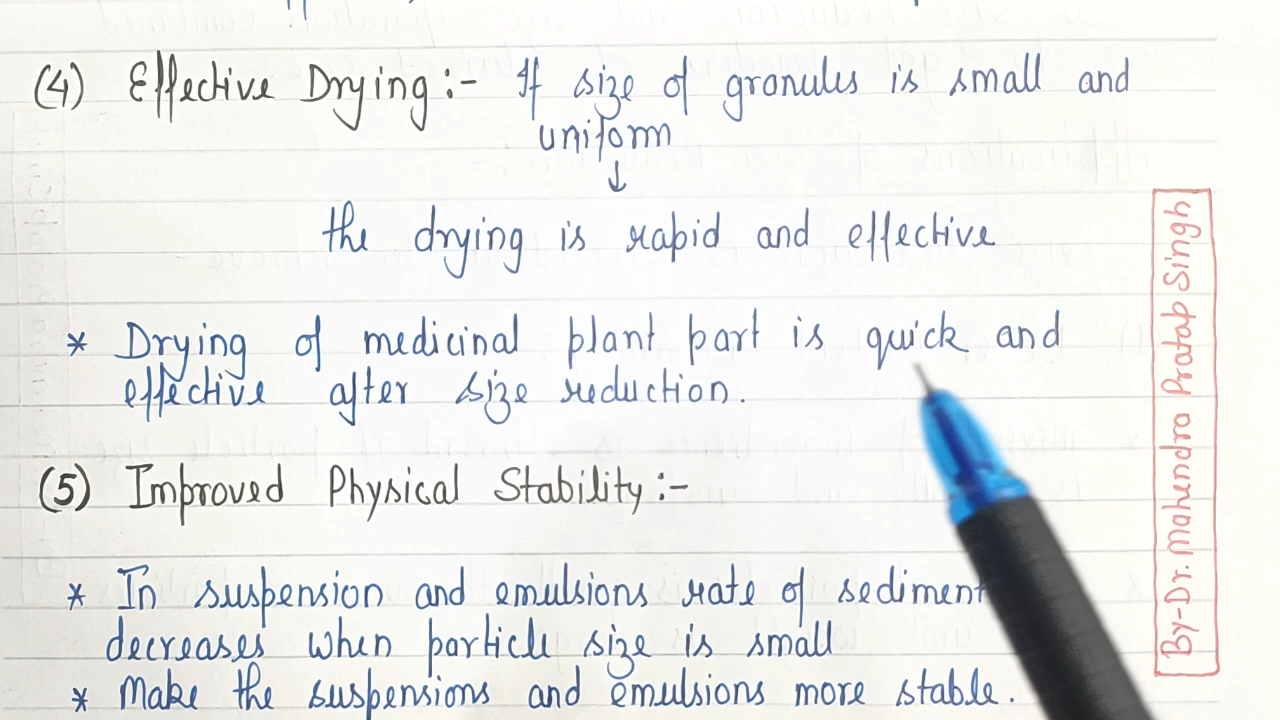 (4) Effective Drying :- If size of granules is small and
uniform
↓
the drying is rapid and effective
* Drying of medicinal plant part is quick and
effective after size reduction.
(5) Improved Physical Stability :-
* In suspension and emulsions rate of sediment
decreases when particle size is small
* Make the suspensions and emulsions more stable.
By-Dr. Mahendra Pratap Singh